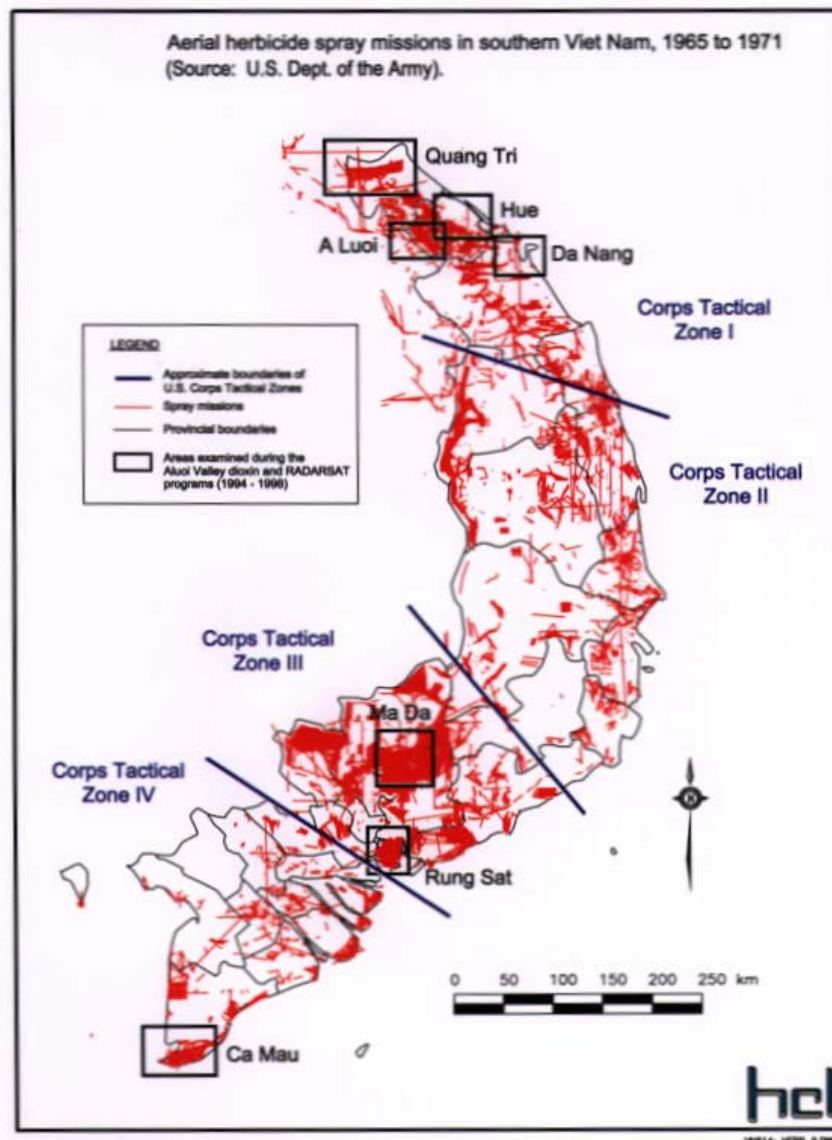 Aerial herbicide spray missions in southern Viet Nam, 1965 to 1971
(Source: U.S. Dept. of the Army).
Quang Tri
Hue
A Luoi
Da Nang
Corps Tactical
Zone I
LEGEND
Approximate boundaries of
U.S. Corps Tactical Zones
Spray missions
Provincial boundaries
Areas examined during the
Aluoi Valley dioxin and RADARSAT
programs (1994 - 1998)
Corps Tactical
Zone II
Corps Tactical
Zone III
Ma Da
Corps Tactical
Zone IV
Rung Sat
0 50 100 150 200 250 km
Ca Mau